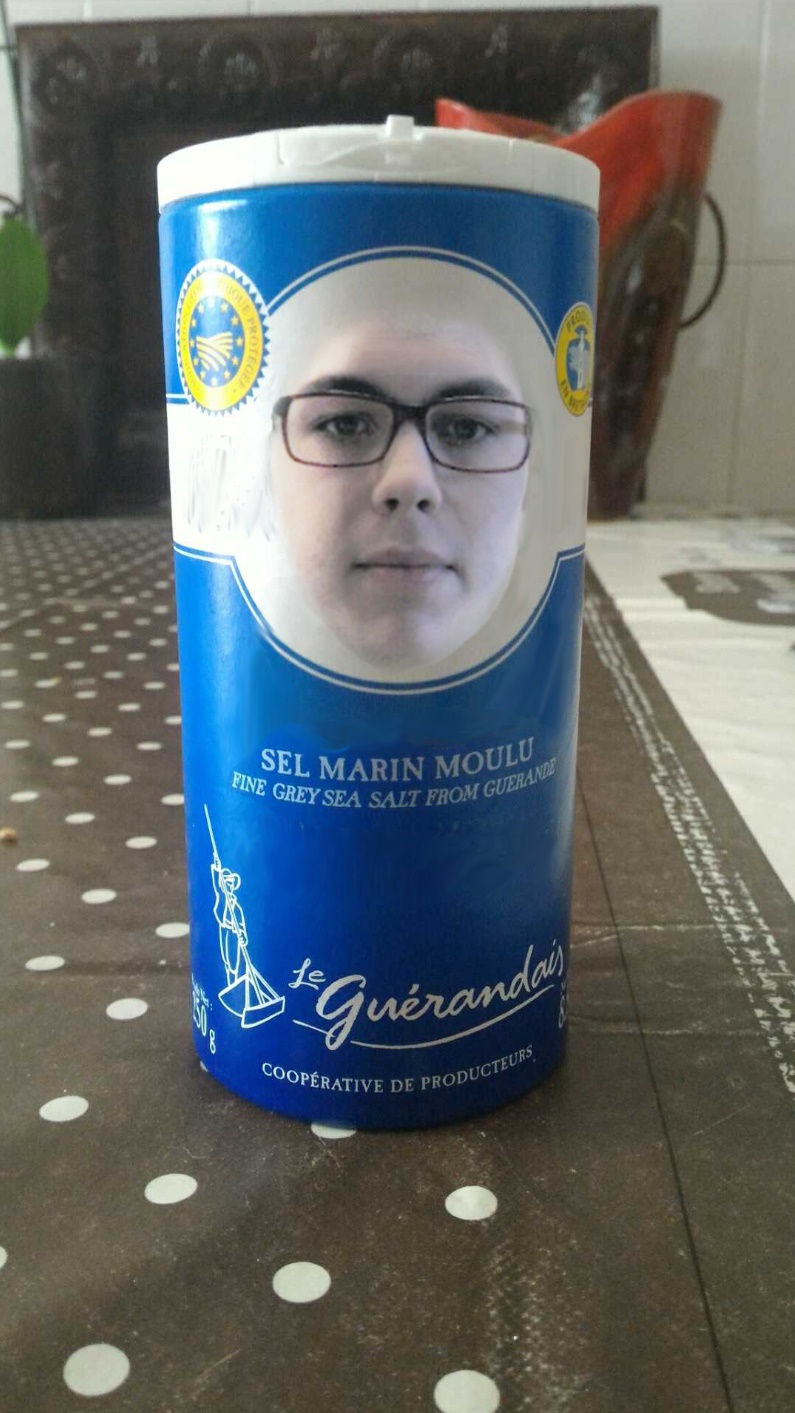 SEL MARIN MOULU
FINE GREY SEA SALT FROM GUERANDE
250 g
Le Guérandais
COOPÉRATIVE DE PRODUCTEURS